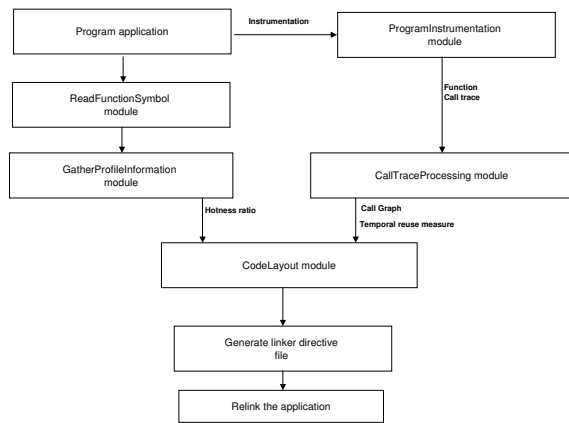 Program application
Instrumentation
ProgramInstrumentation
module
ReadFunctionSymbol
module
Function
Call trace
GatherProfileInformation
module
CallTraceProcessing module
Hotness ratio
Call Graph
Temporal reuse measure
CodeLayout module
Generate linker directive
file
Relink the application